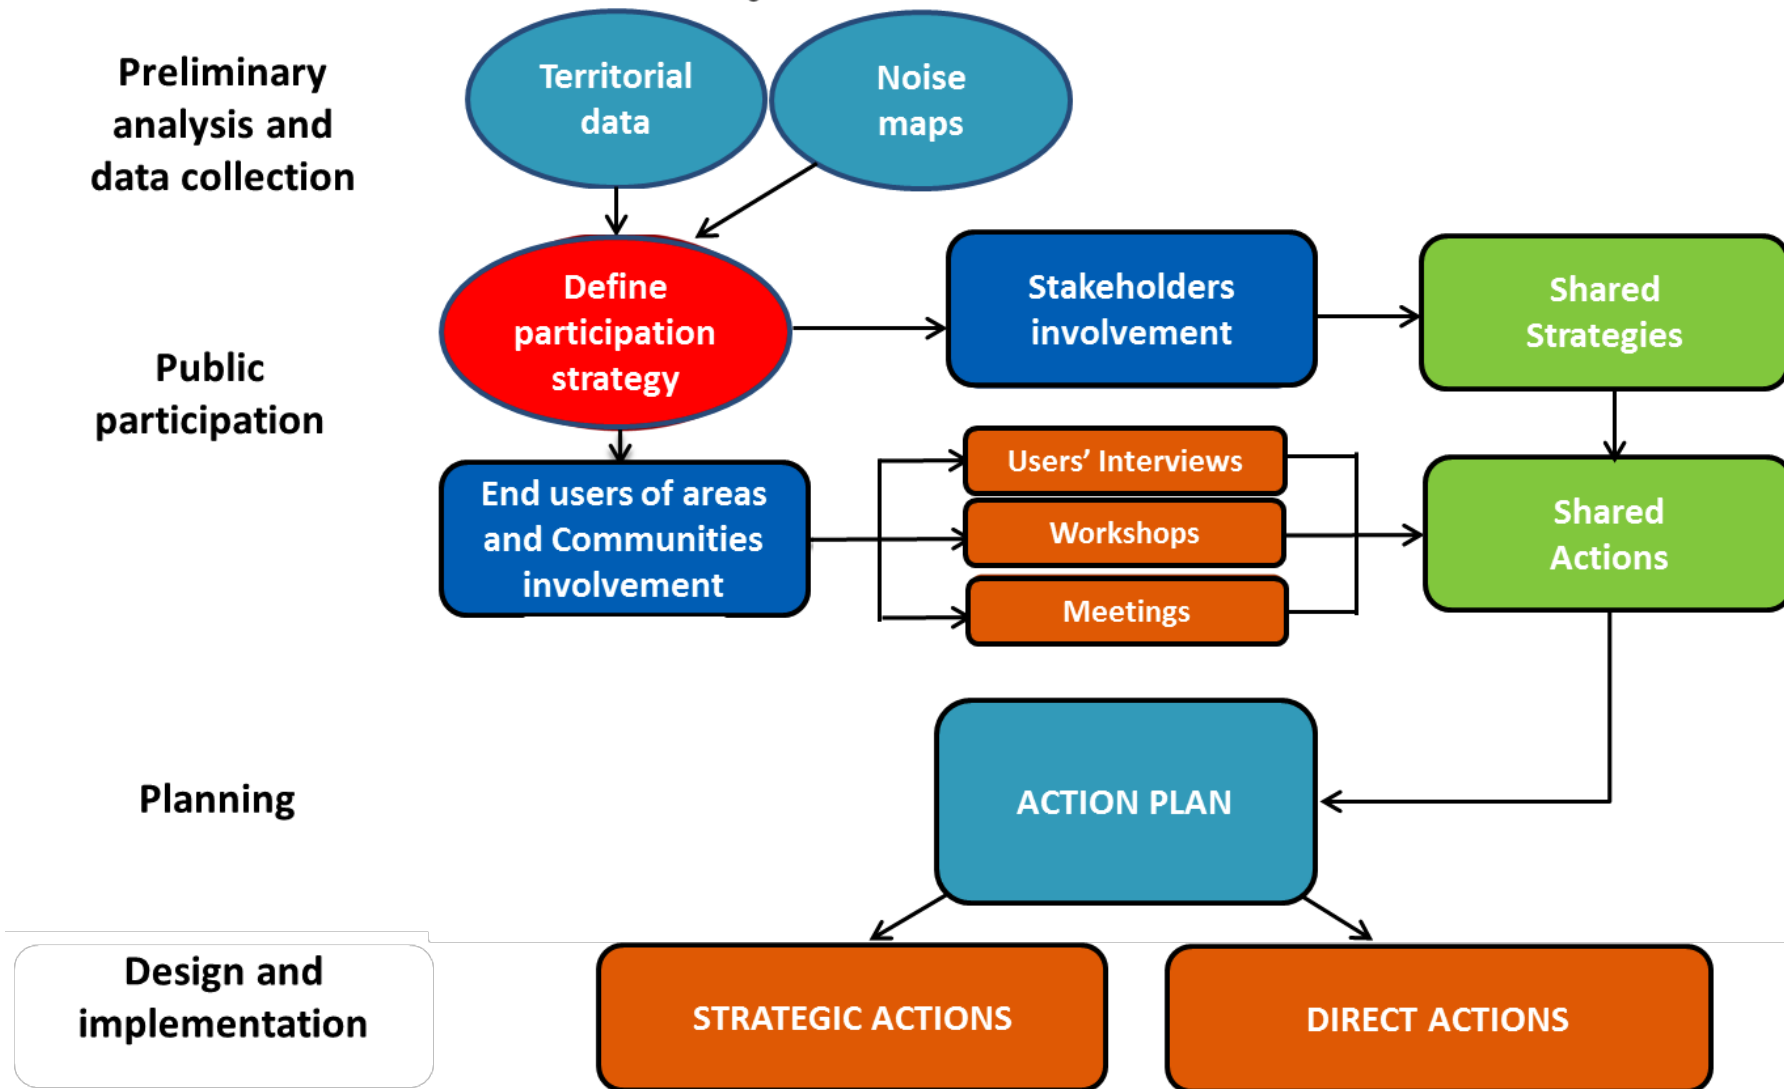 Preliminary
analysis and
data collection
Territorial
data
Noise
maps
Public
participation
Define
participation
strategy
Stakeholders
involvement
Shared
Strategies
End users of areas
and Communities
involvement
Users’ Interviews
Workshops
Meetings
Shared
Actions
Planning
ACTION PLAN
Design and
implementation
STRATEGIC ACTIONS
DIRECT ACTIONS